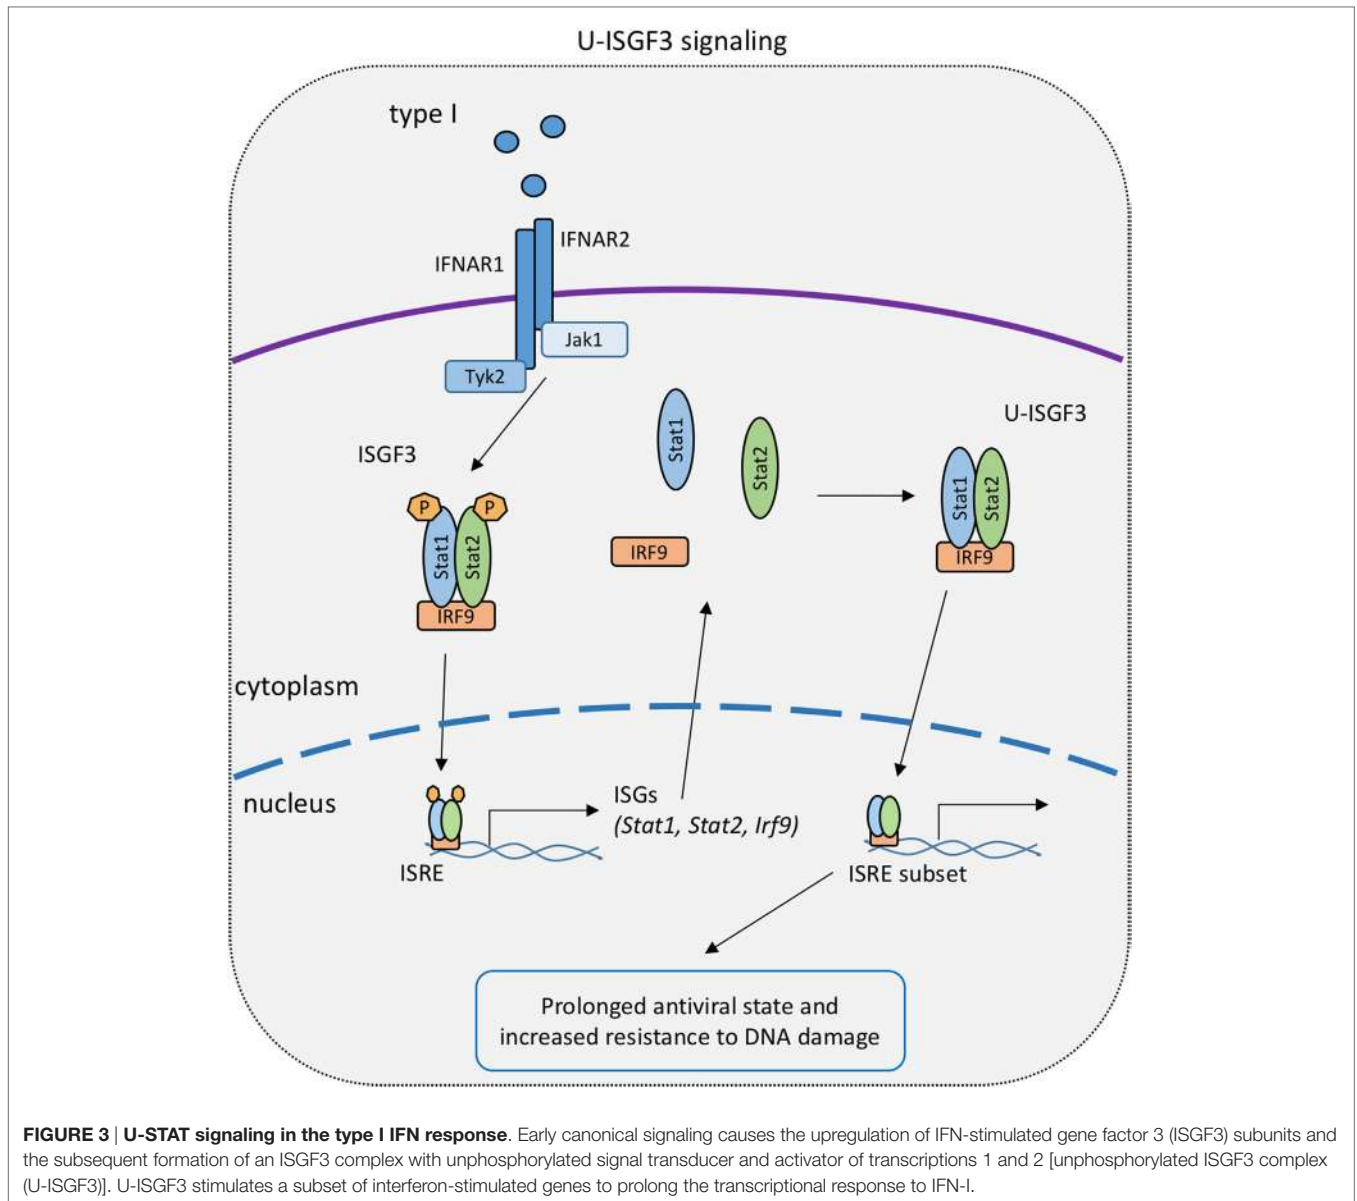 U-ISGF3 signaling
type I
IFNAR2
IFNAR1
Jak1
Tyk2
Stat1
Stat2
IRF9
ISGF3
P
P
Stat1
Stat2
IRF9
U-ISGF3
Stat1
Stat2
IRF9
cytoplasm
nucleus
ISRE
ISGs
(Stat1, Stat2, Irf9)
ISRE subset
Prolonged antiviral state and
increased resistance to DNA damage
FIGURE 3 | U-STAT signaling in the type I IFN response. Early canonical signaling causes the upregulation of IFN-stimulated gene factor 3 (ISGF3) subunits and
the subsequent formation of an ISGF3 complex with unphosphorylated signal transducer and activator of transcriptions 1 and 2 [unphosphorylated ISGF3 complex
(U-ISGF3)]. U-ISGF3 stimulates a subset of interferon-stimulated genes to prolong the transcriptional response to IFN-I.